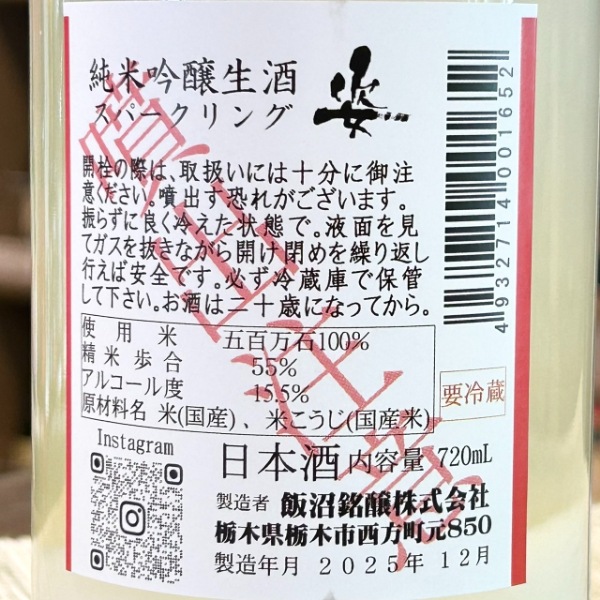 純米吟醸生酒
スパークリング
姿
噴出注意
開栓の際は、取扱いには十分に御注
意ください。噴出す恐れがございます。
振らずに良く冷えた状態で。液面を見
てガスを抜きながら開け閉めを繰り返し
行えば安全です。必ず冷蔵庫で保管
して下さい。お酒は二十歳になってから。
使用米 五百万石100%
精米歩合 55%
アルコール度 15.5%
原材料名 米(国産)、米こうじ(国産米)
要冷蔵
4932714001652
Instagram
日本酒 内容量 720mL
製造者 飯沼銘醸株式会社
栃木県栃木市西方町元850
製造年月 2025年 12月